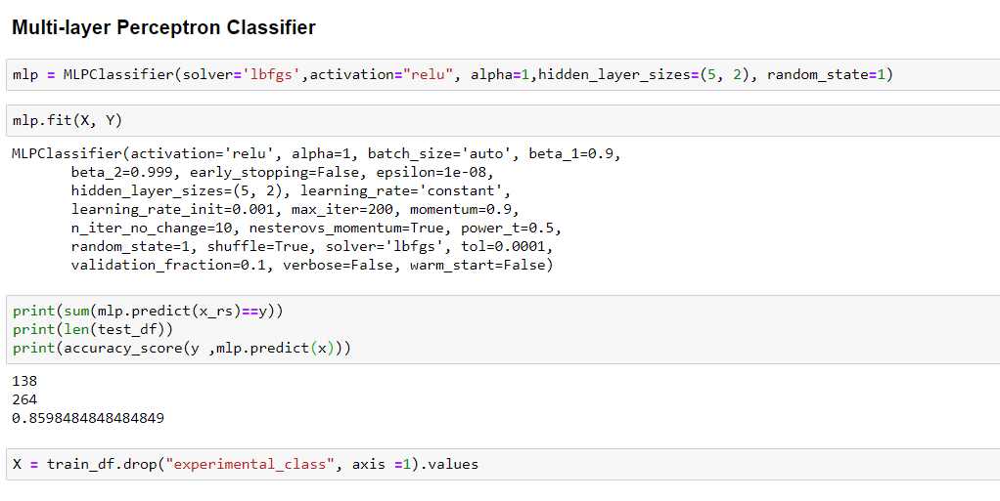 Multi-layer Perceptron Classifier
mlp = MLPClassifier(solver='lbfgs',activation="relu", alpha=1,hidden_layer_sizes=(5, 2), random_state=1)
mlp.fit(X, Y)
MLPClassifier(activation='relu', alpha=1, batch_size='auto', beta_1=0.9,
beta_2=0.999, early_stopping=False, epsilon=1e-08,
hidden_layer_sizes=(5, 2), learning_rate='constant',
learning_rate_init=0.001, max_iter=200, momentum=0.9,
n_iter_no_change=10, nesterovs_momentum=True, power_t=0.5,
random_state=1, shuffle=True, solver='lbfgs', tol=0.0001,
validation_fraction=0.1, verbose=False, warm_start=False)
print(sum(mlp.predict(x_rs)==y))
print(len(test_df))
print(accuracy_score(y ,mlp.predict(x)))
138
264
0.8598484848484849
X = train_df.drop("experimental_class", axis =1).values